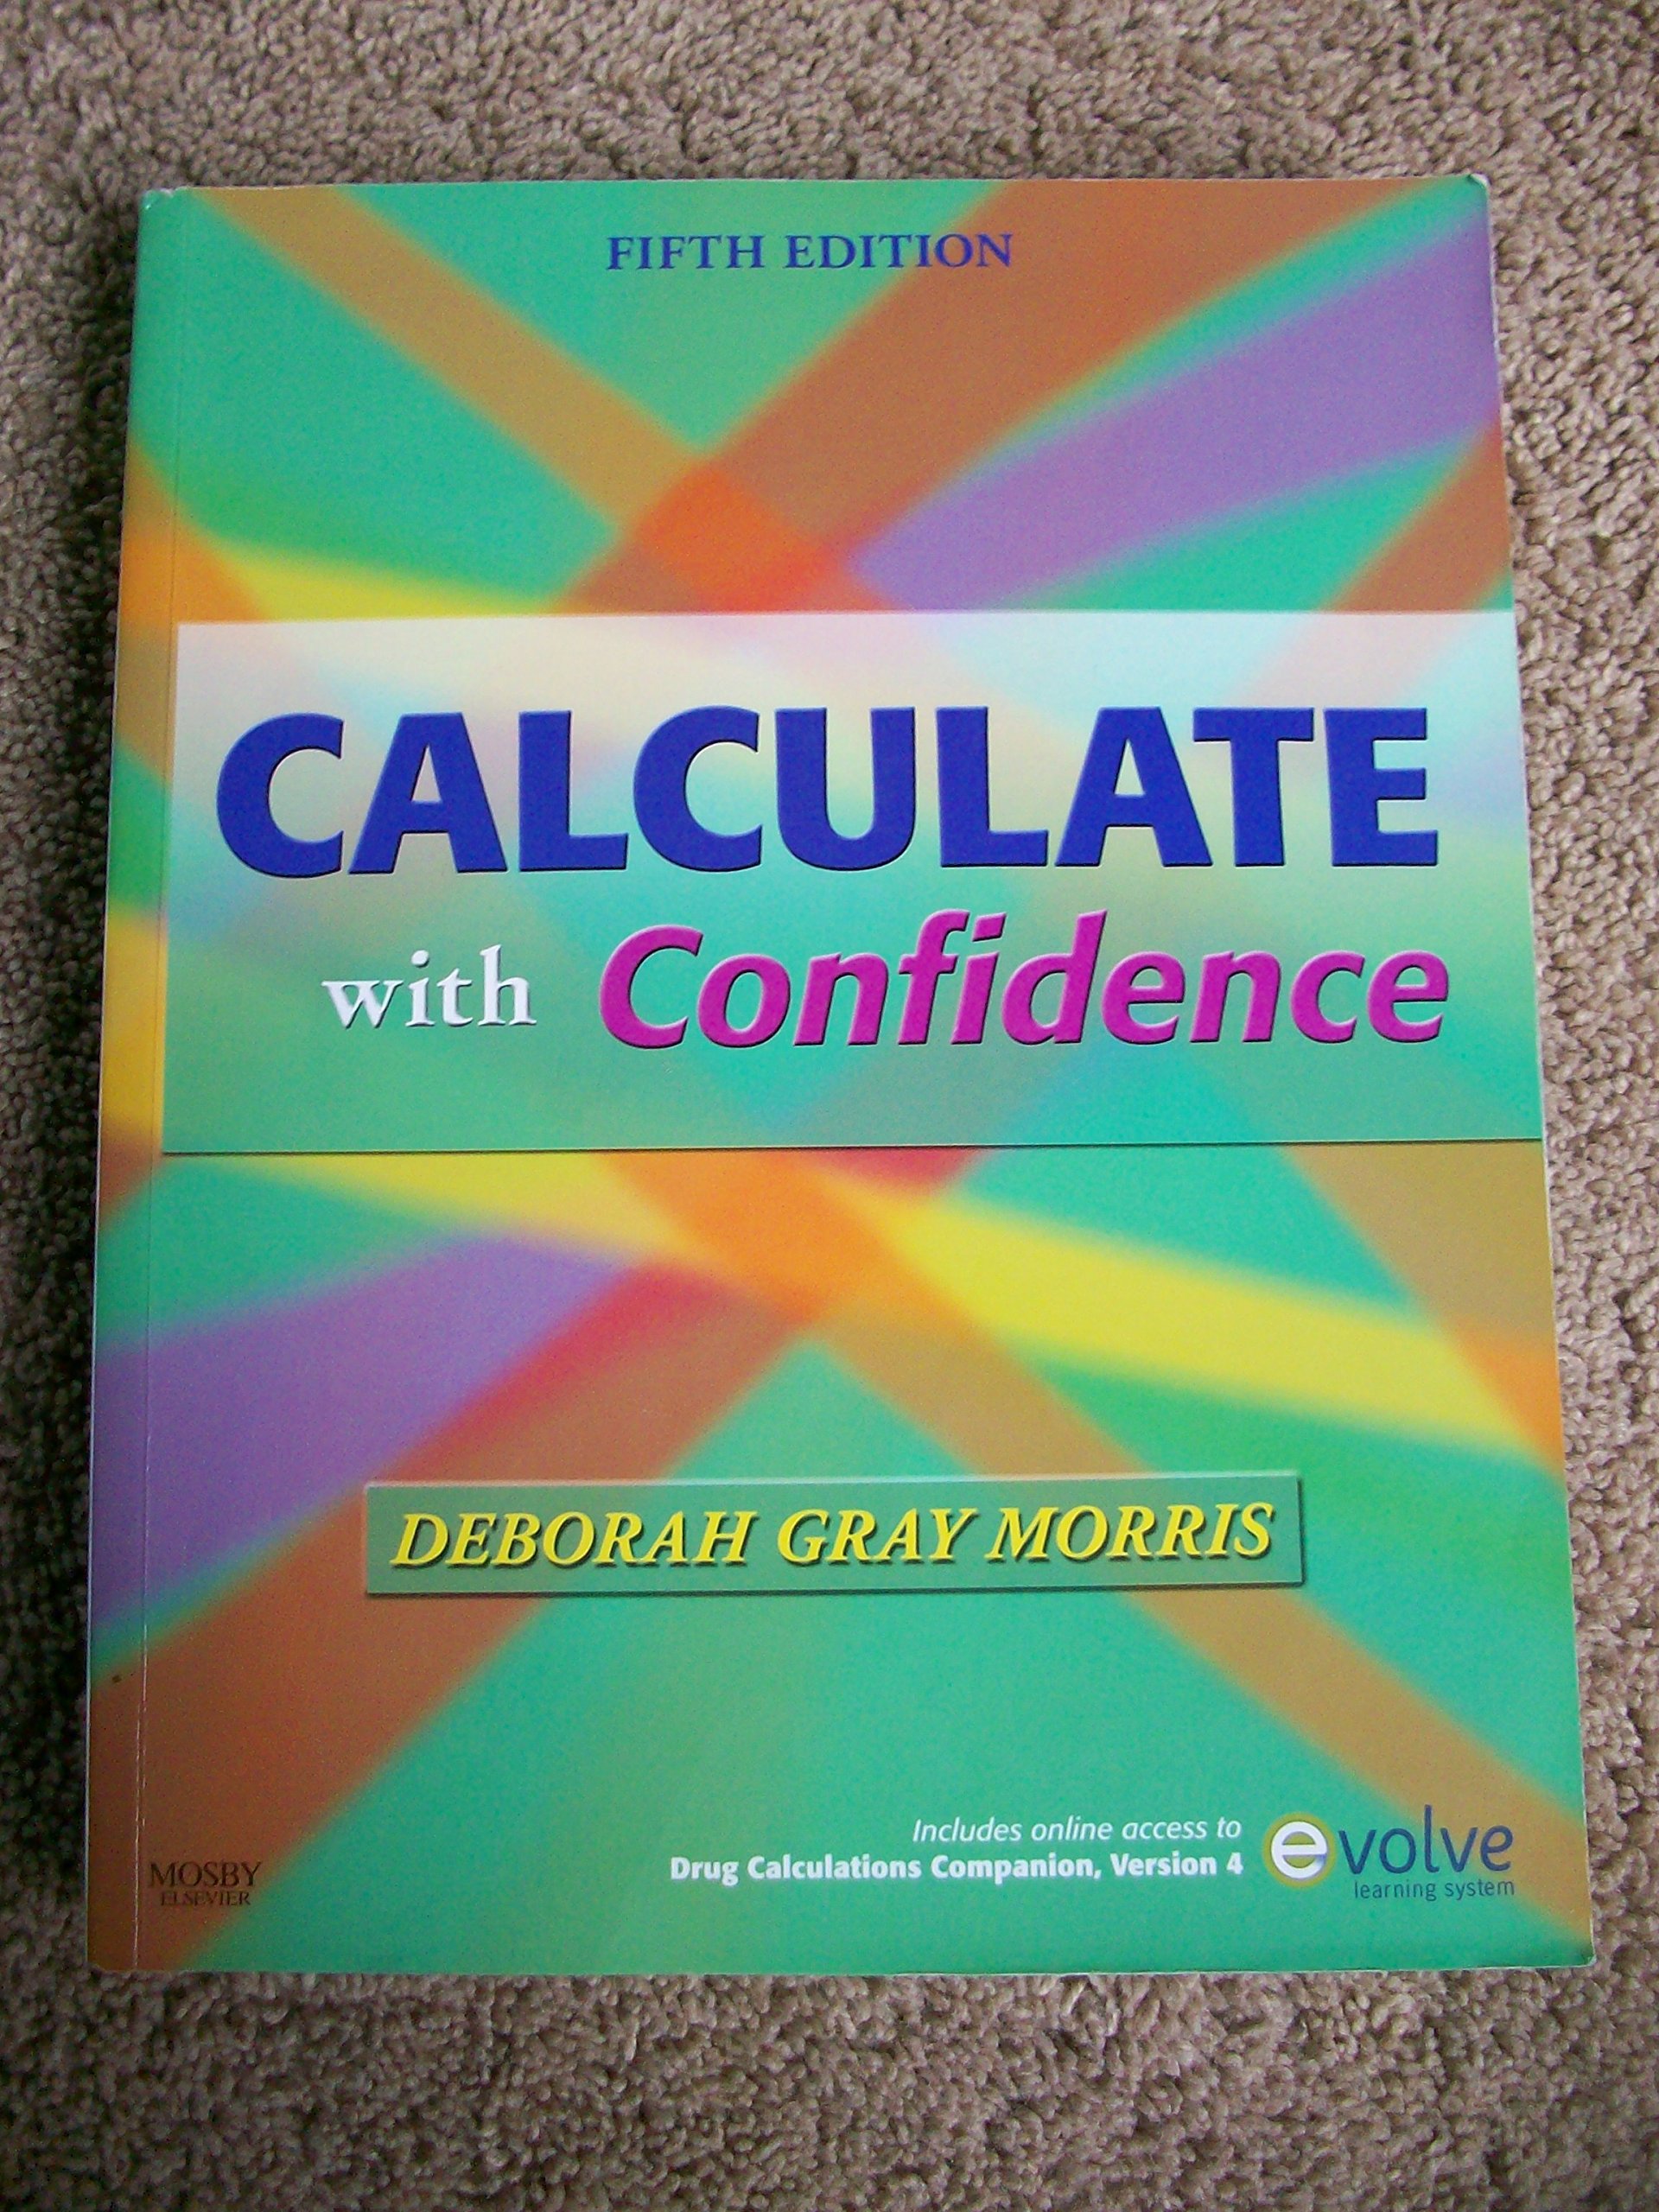 FIFTH EDITION
CALCULATE
with Confidence
DEBORAH GRAY MORRIS
Includes online access to
Drug Calculations Companion, Version 4
evolve
learning system
MOSBY
ELSEVIER